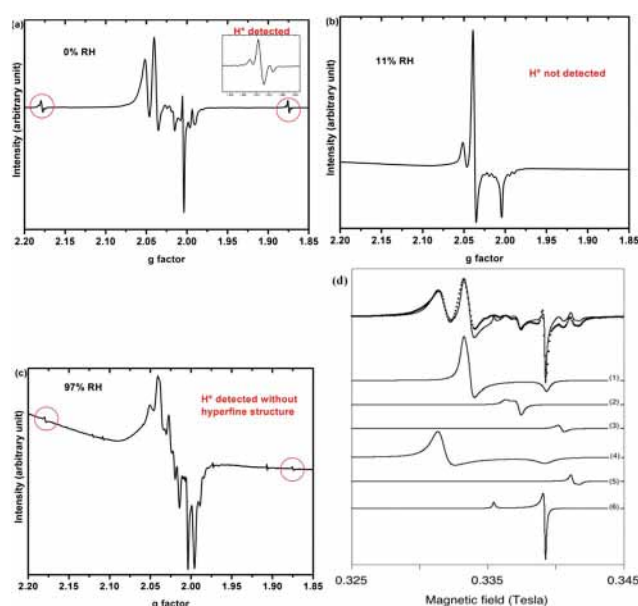 (a)
0% RH
H° detected
Intensity (arbitrary unit)
2.20 2.15 2.10 2.05 2.00 1.95 1.90 1.85
g factor
(b)
11% RH
H° not detected
Intensity (arbitrary unit)
2.20 2.15 2.10 2.05 2.00 1.95 1.90 1.85
g factor
(c)
97% RH
H° detected without
hyperfine structure
Intensity (arbitrary unit)
2.20 2.15 2.10 2.05 2.00 1.95 1.90 1.85
g factor
(d)
(1)
(2)
(3)
(4)
(5)
(6)
0.325 0.335 0.345
Magnetic field (Tesla)